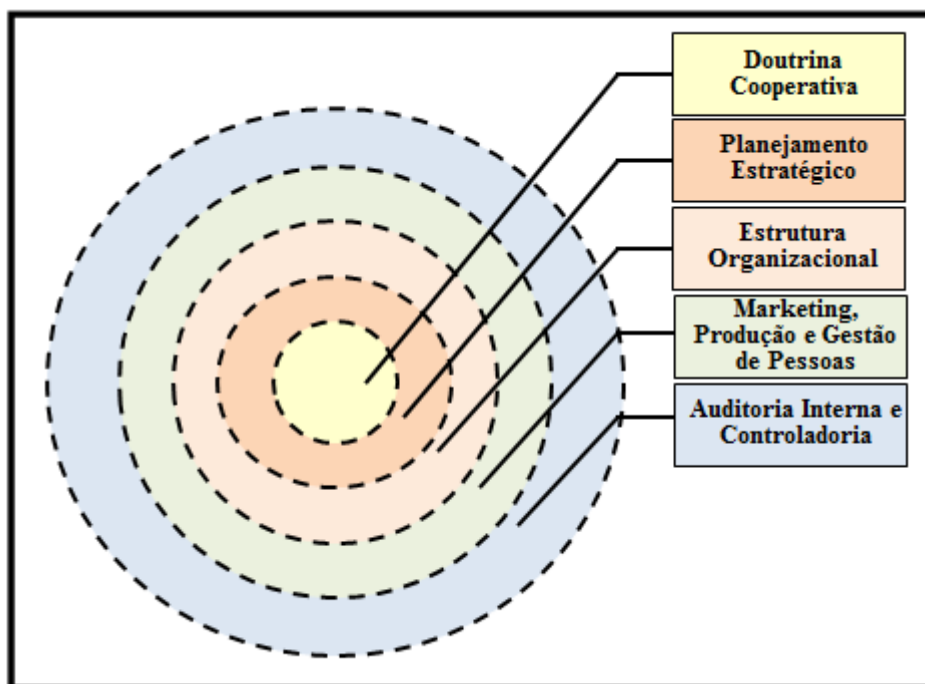 Doutrina
Cooperativa
Planejamento
Estratégico
Estrutura
Organizacional
Marketing,
Produção e Gestão
de Pessoas
Auditoria Interna e
Controladoria